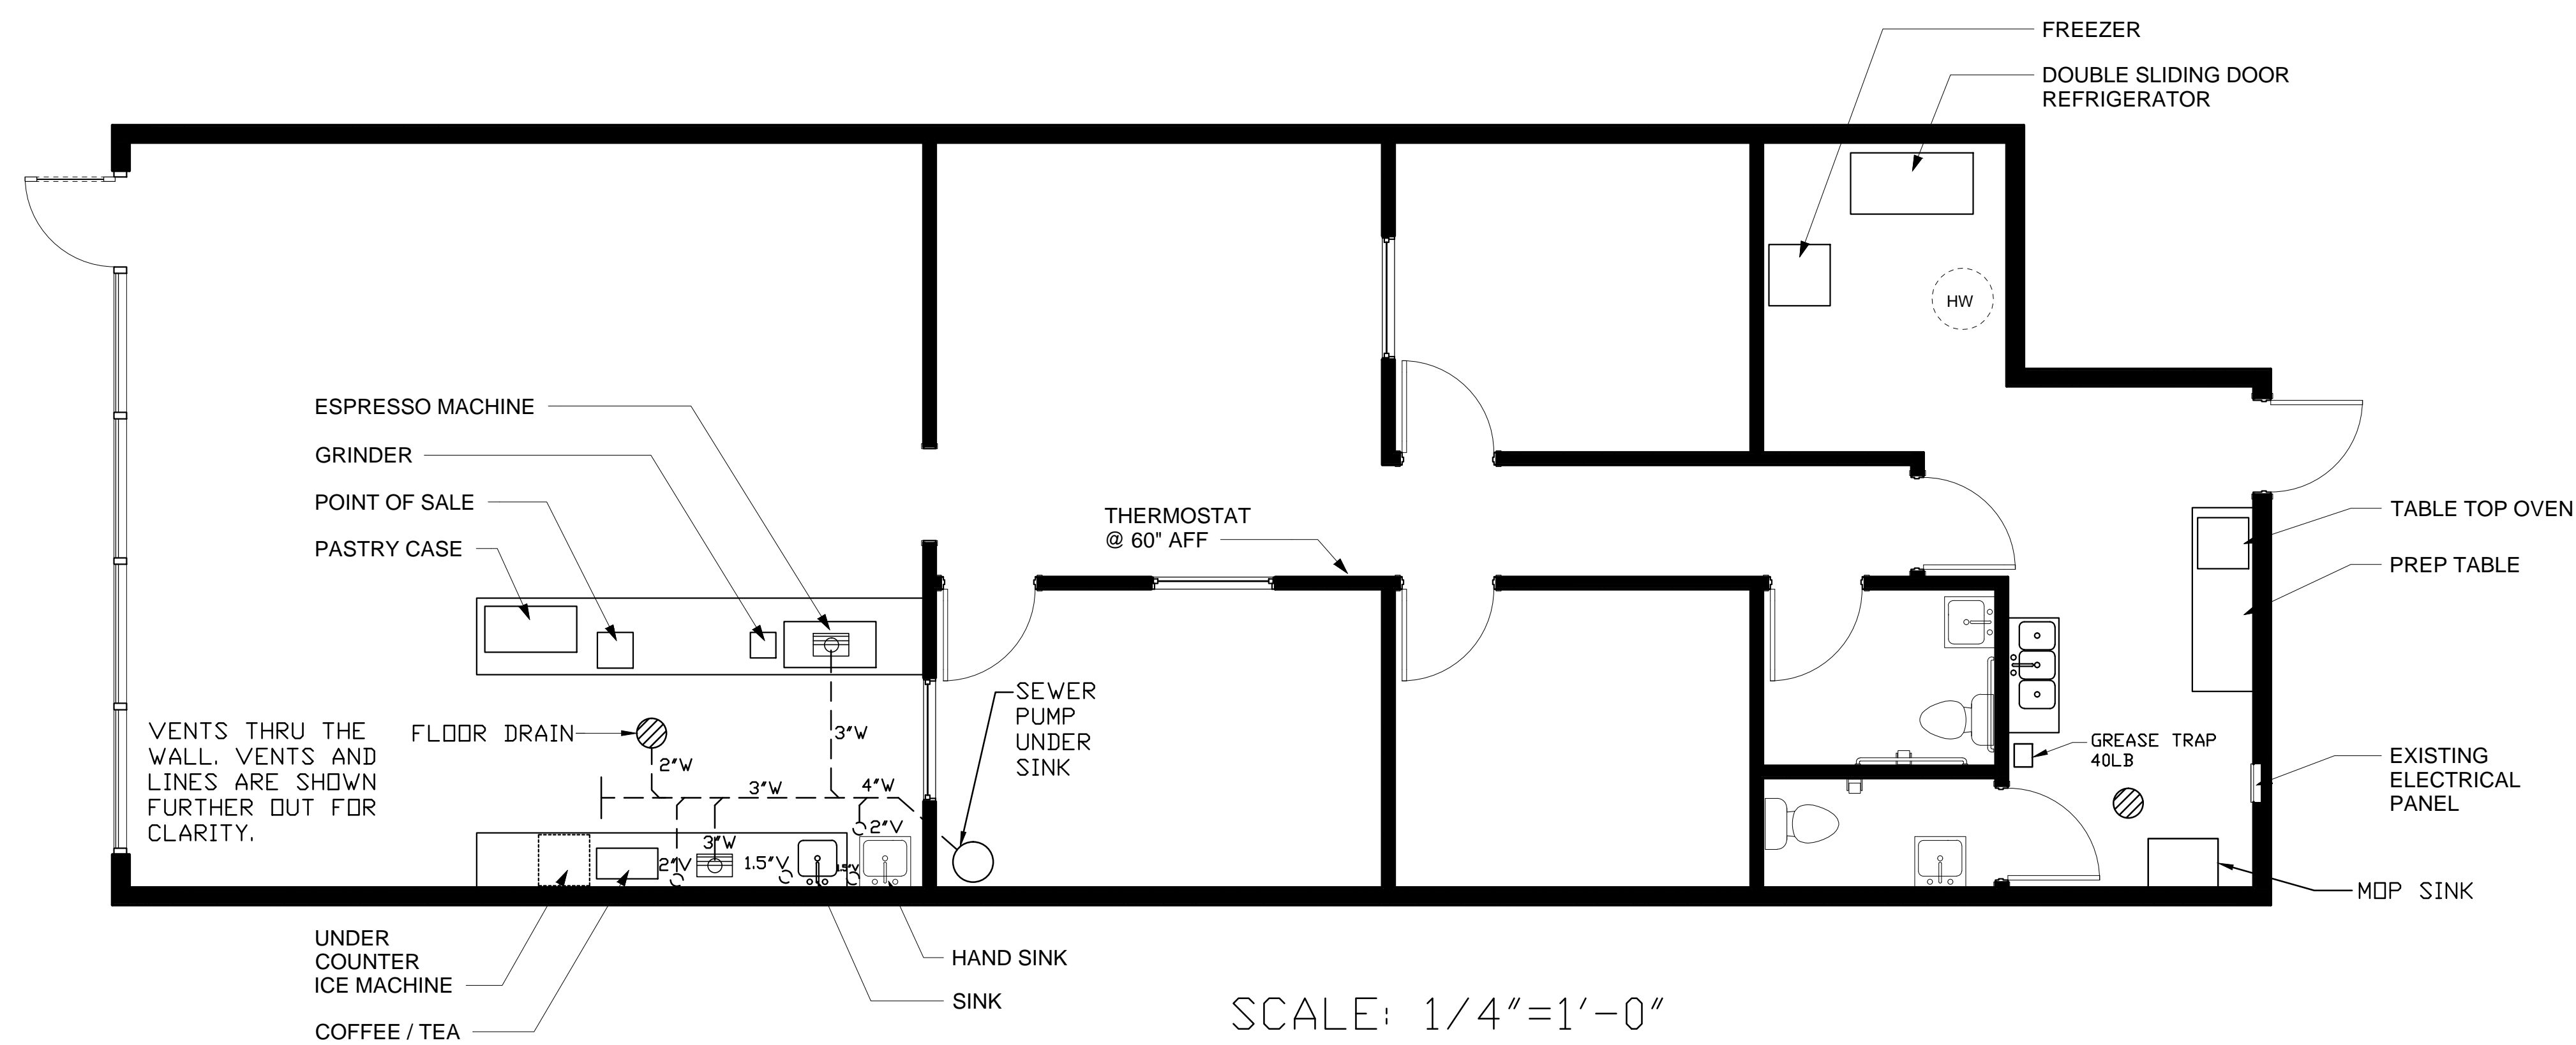 FREEZER
DOUBLE SLIDING DOOR
REFRIGERATOR
HW
ESPRESSO MACHINE
GRINDER
POINT OF SALE
PASTRY CASE
THERMOSTAT
@ 60" AFF
TABLE TOP OVEN
PREP TABLE
SEWER
PUMP
UNDER
SINK
VENTS THRU THE
WALL. VENTS AND
LINES ARE SHOWN
FURTHER OUT FOR
CLARITY.
FLOOR DRAIN
2"W
3"W
3"W
4"W
2"V
3"W
2"V
1.5"V
1.5"V
GREASE TRAP
40LB
EXISTING
ELECTRICAL
PANEL
MOP SINK
UNDER
COUNTER
ICE MACHINE
COFFEE / TEA
HAND SINK
SINK
SCALE: 1/4"=1'-0"